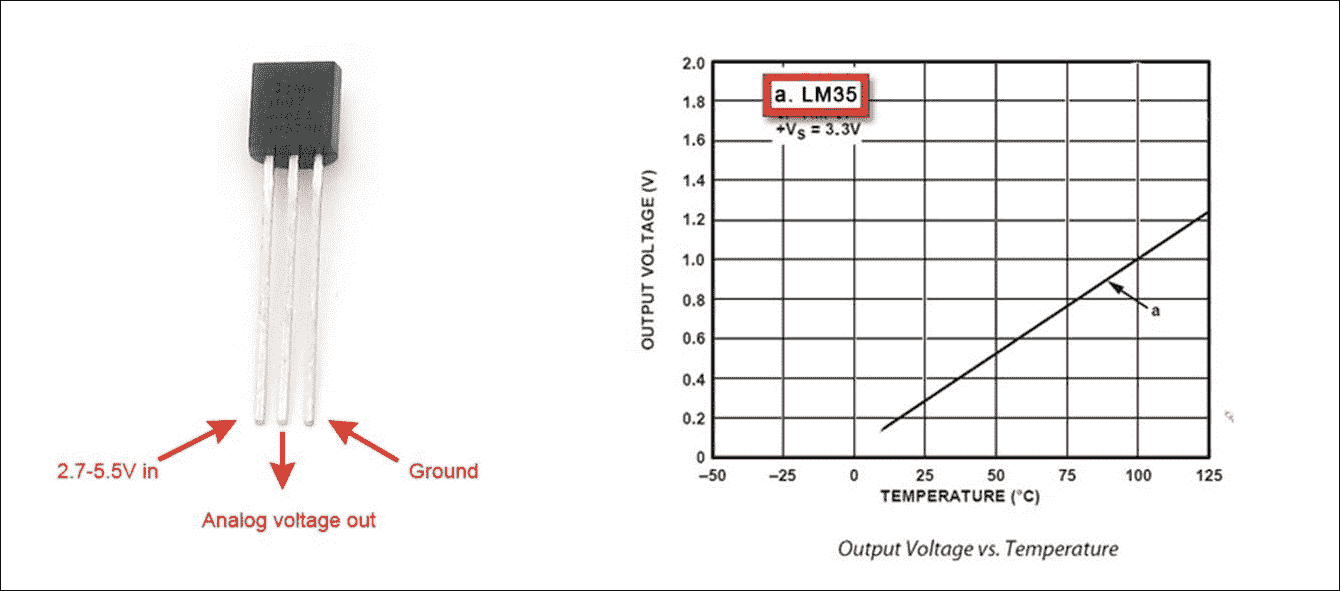 2.7-5.5V in
Analog voltage out
Ground
a. LM35
+VS = 3.3V
OUTPUT VOLTAGE (V)
2.0
1.8
1.6
1.4
1.2
1.0
0.8
0.6
0.4
0.2
0
a
–50 –25 0 25 50 75 100 125
TEMPERATURE (°C)
Output Voltage vs. Temperature